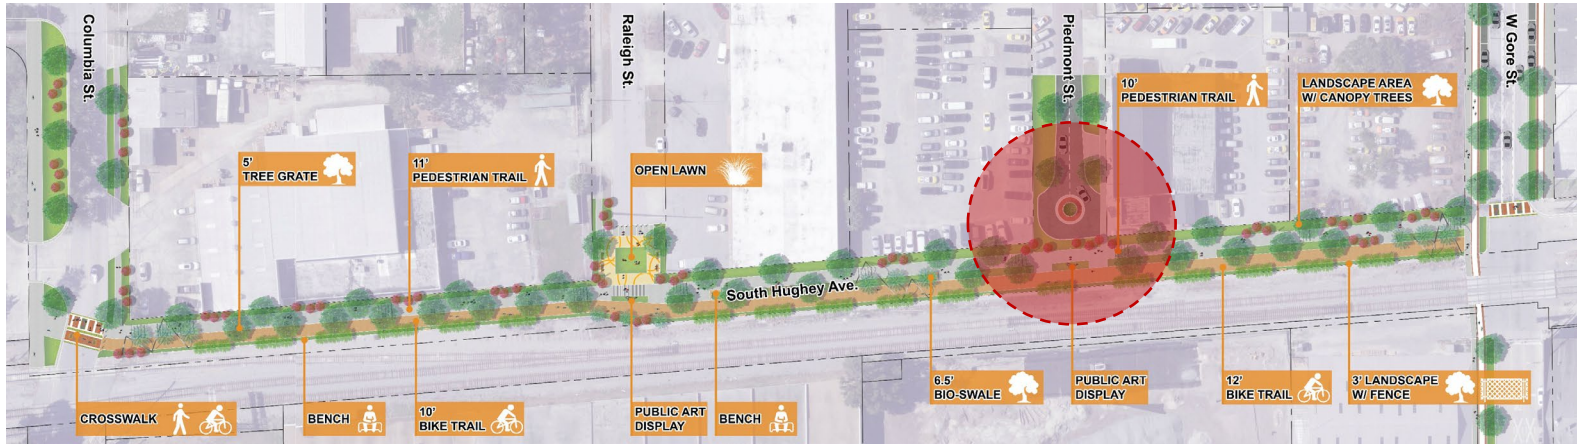 Columbia St.
Raleigh St.
Piedmont St.
W Gore St.
10'
PEDESTRIAN TRAIL
LANDSCAPE AREA
W/ CANOPY TREES
5'
TREE GRATE
11'
PEDESTRIAN TRAIL
OPEN LAWN
South Hughey Ave.
CROSSWALK
BENCH
10'
BIKE TRAIL
PUBLIC ART
DISPLAY
BENCH
6.5'
BIO-SWALE
PUBLIC ART
DISPLAY
12'
BIKE TRAIL
3' LANDSCAPE
W/ FENCE